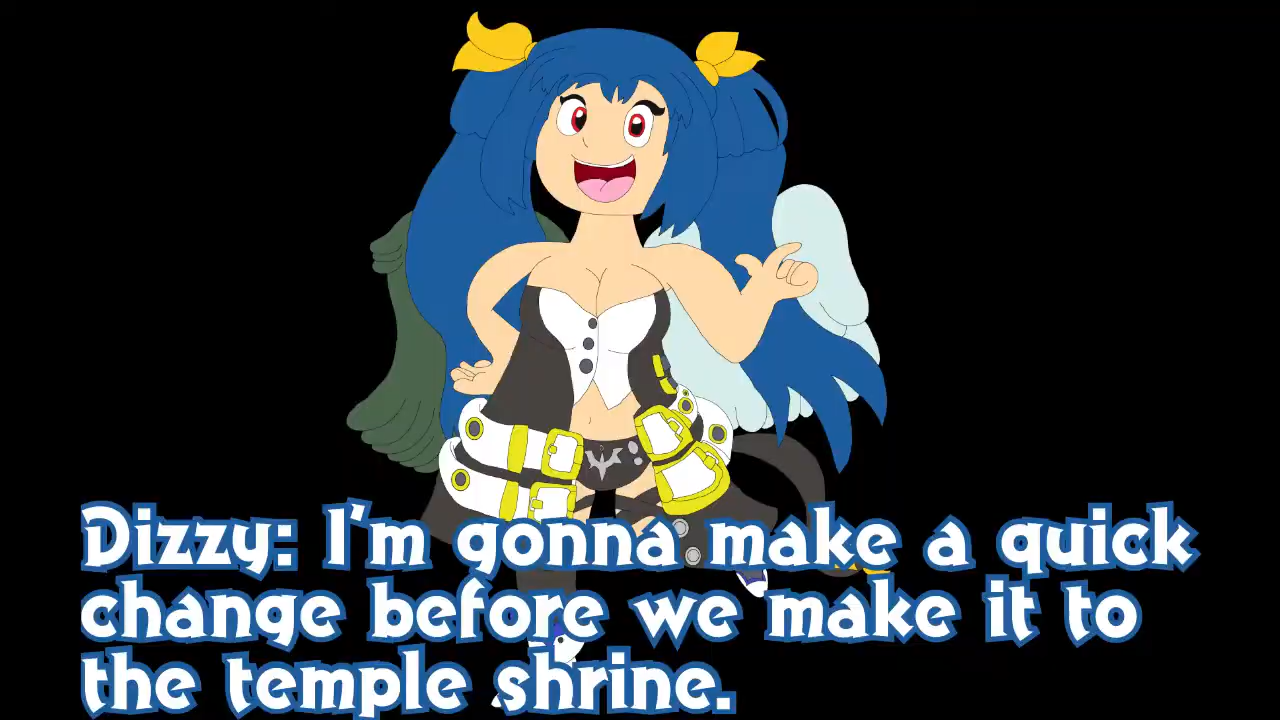 Dizzy: I'm gonna make a quick
change before we make it to
the temple shrine.